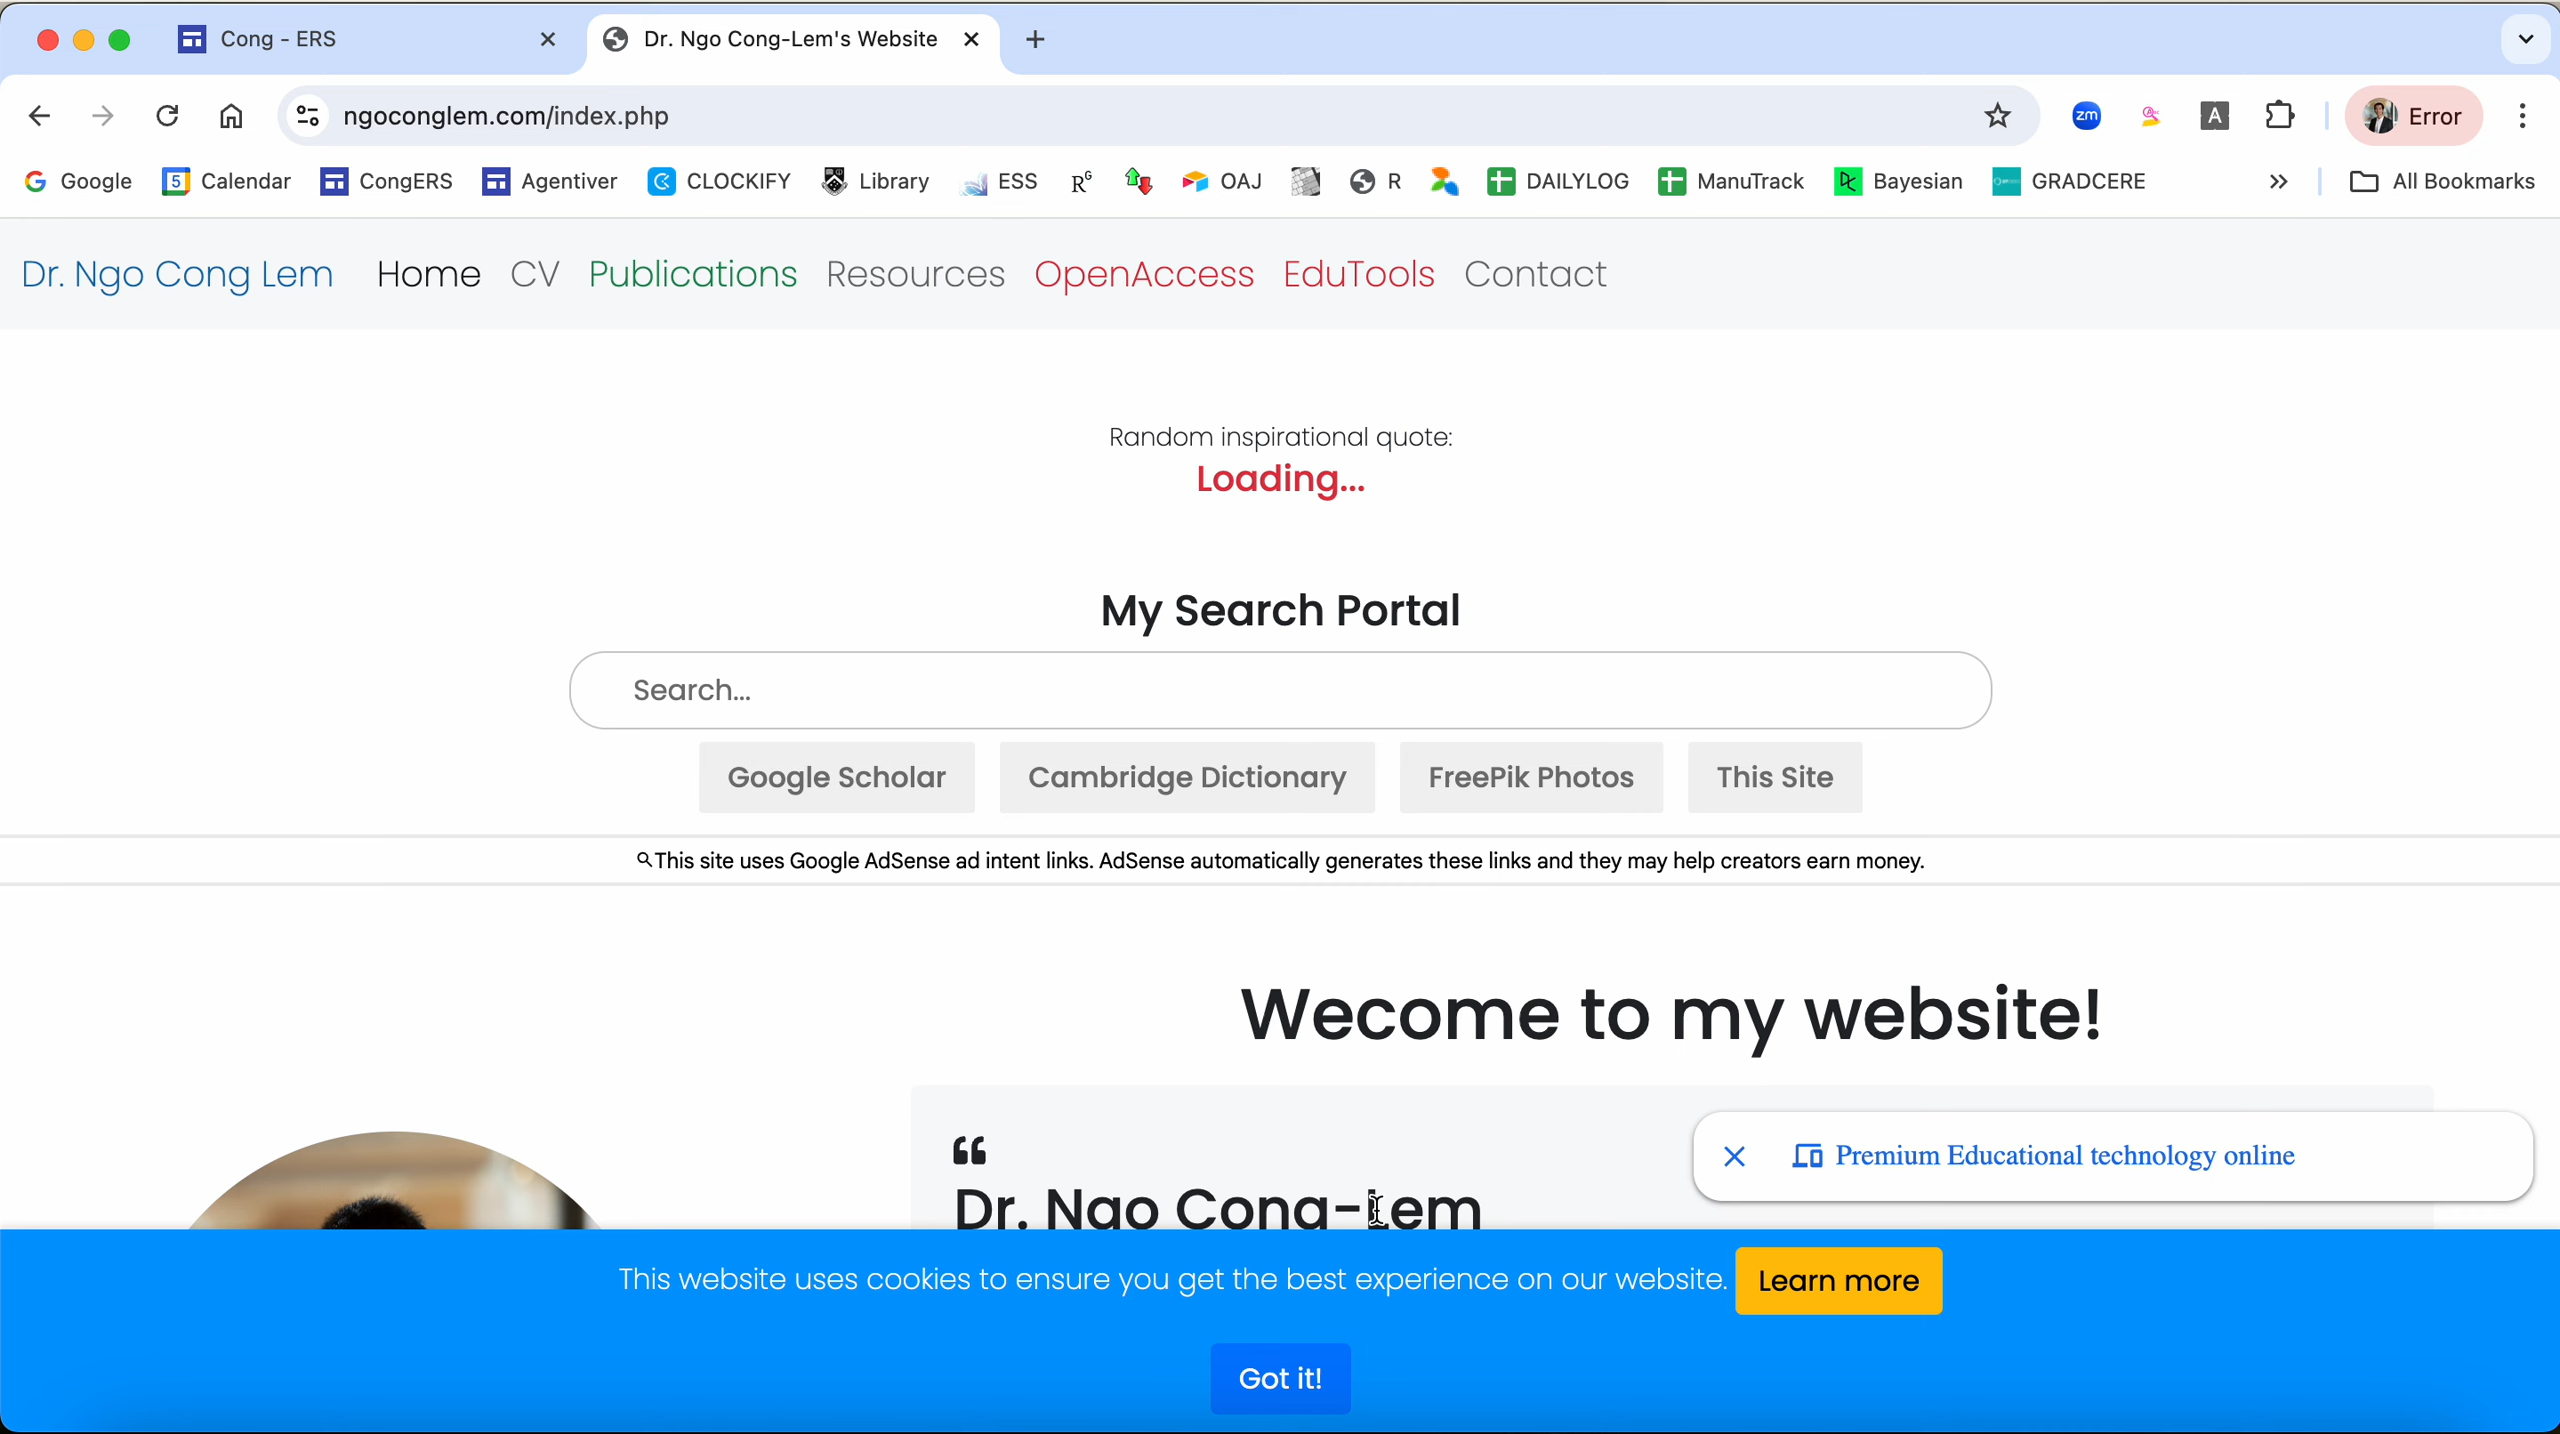 Cong - ERS
Dr. Ngo Cong-Lem's Website
ngoconglem.com/index.php
zm
A
Error
Google
5 Calendar
CongERS
Agentiver
CLOCKIFY
Library
ESS
RG
OAJ
R
DAILYLOG
ManuTrack
Bayesian
GRADCERE
All Bookmarks
Dr. Ngo Cong Lem Home CV Publications Resources OpenAccess EduTools Contact
Random inspirational quote:
Loading...
My Search Portal
Search...
Google Scholar Cambridge Dictionary FreePik Photos This Site
This site uses Google AdSense ad intent links. AdSense automatically generates these links and they may help creators earn money.
Wecome to my website!
Premium Educational technology online
Dr. Ngo Cong-Lem
This website uses cookies to ensure you get the best experience on our website. Learn more
Got it!